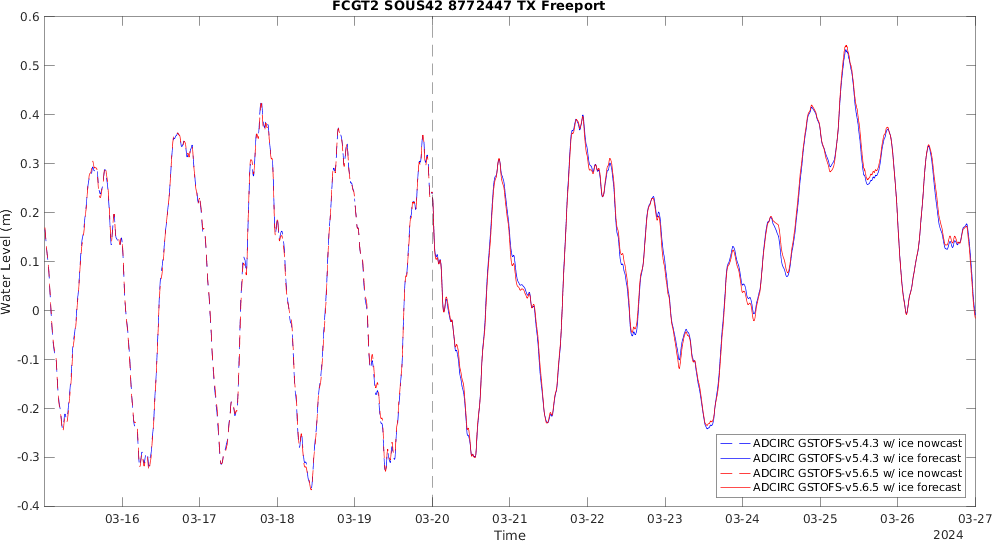 FCGT2 SOUS42 8772447 TX Freeport
0.6
0.5
0.4
0.3
0.2
0.1
0
-0.1
-0.2
-0.3
-0.4
Water Level (m)
ADCIRC GSTOFS-v5.4.3 w/ ice nowcast
ADCIRC GSTOFS-v5.4.3 w/ ice forecast
ADCIRC GSTOFS-v5.6.5 w/ ice nowcast
ADCIRC GSTOFS-v5.6.5 w/ ice forecast
03-16 03-17 03-18 03-19 03-20 03-21 03-22 03-23 03-24 03-25 03-26 03-27
Time 2024